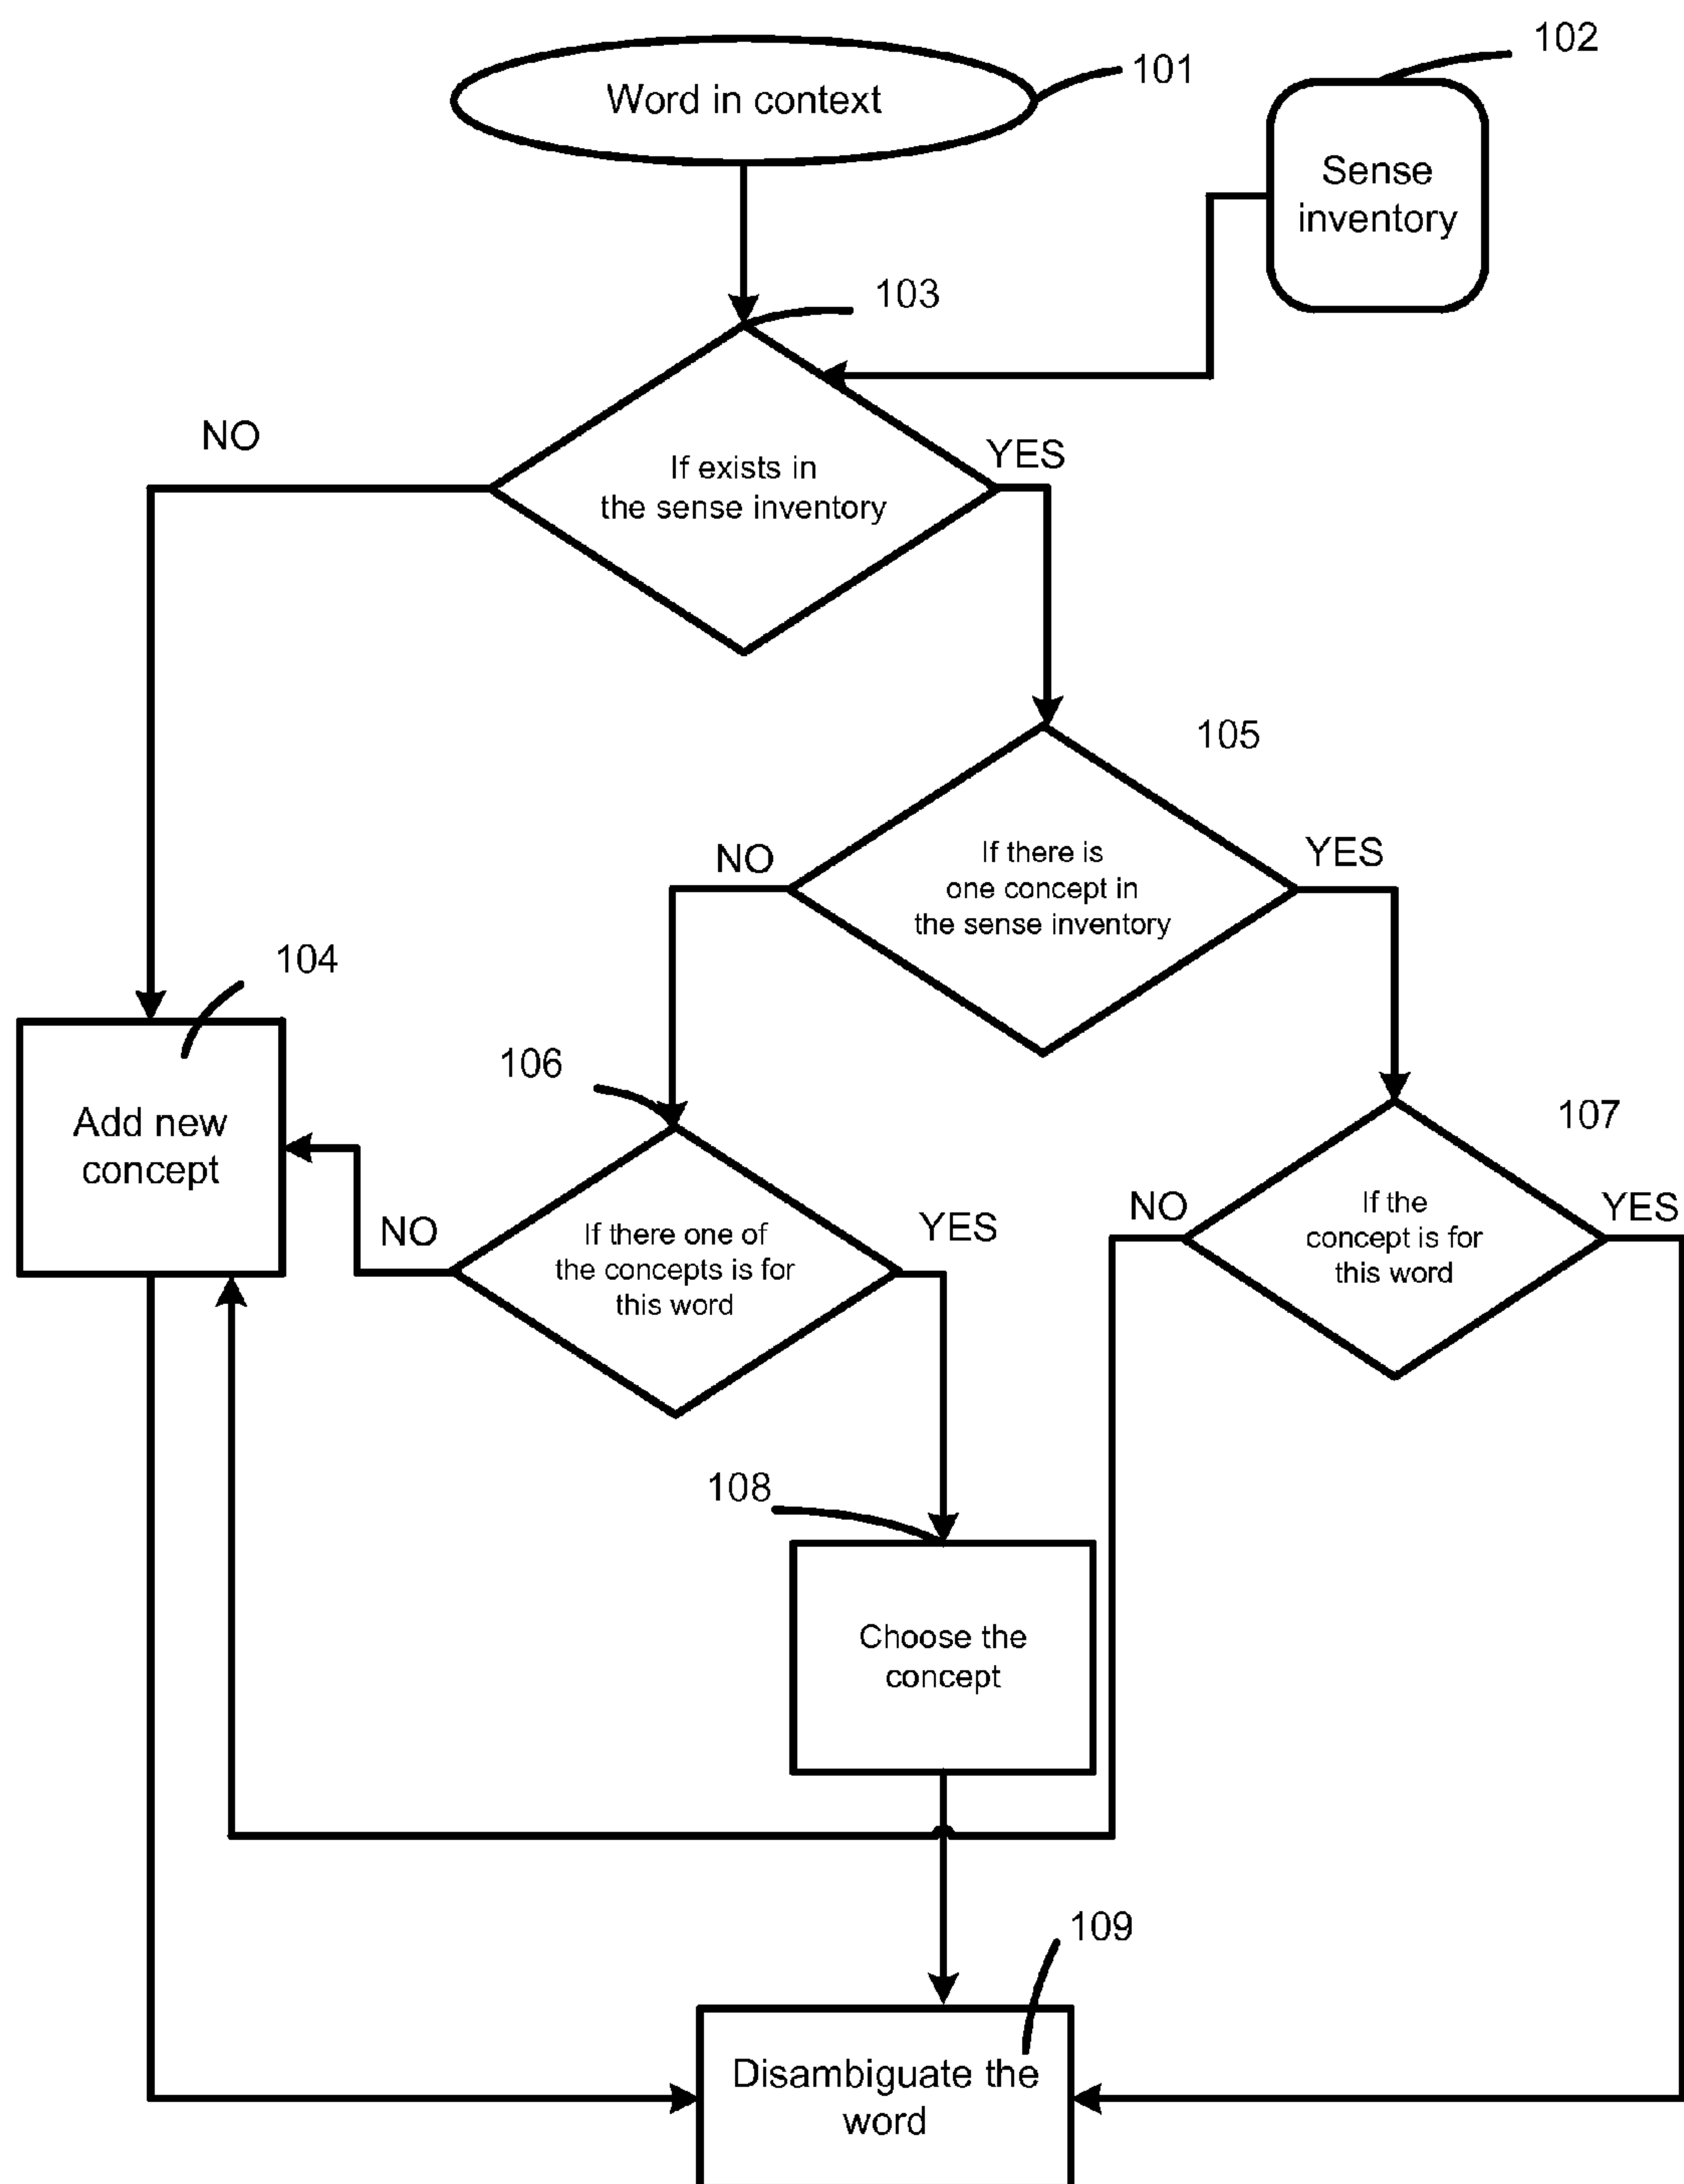 102
101
Word in context
Sense
inventory
103
NO
YES
If exists in
the sense inventory
105
NO
YES
If there is
one concept in
the sense inventory
104
106
107
Add new
concept
NO
YES
If there one of
the concepts is for
this word
NO
YES
If the
concept is for
this word
108
Choose the
concept
109
Disambiguate the
word